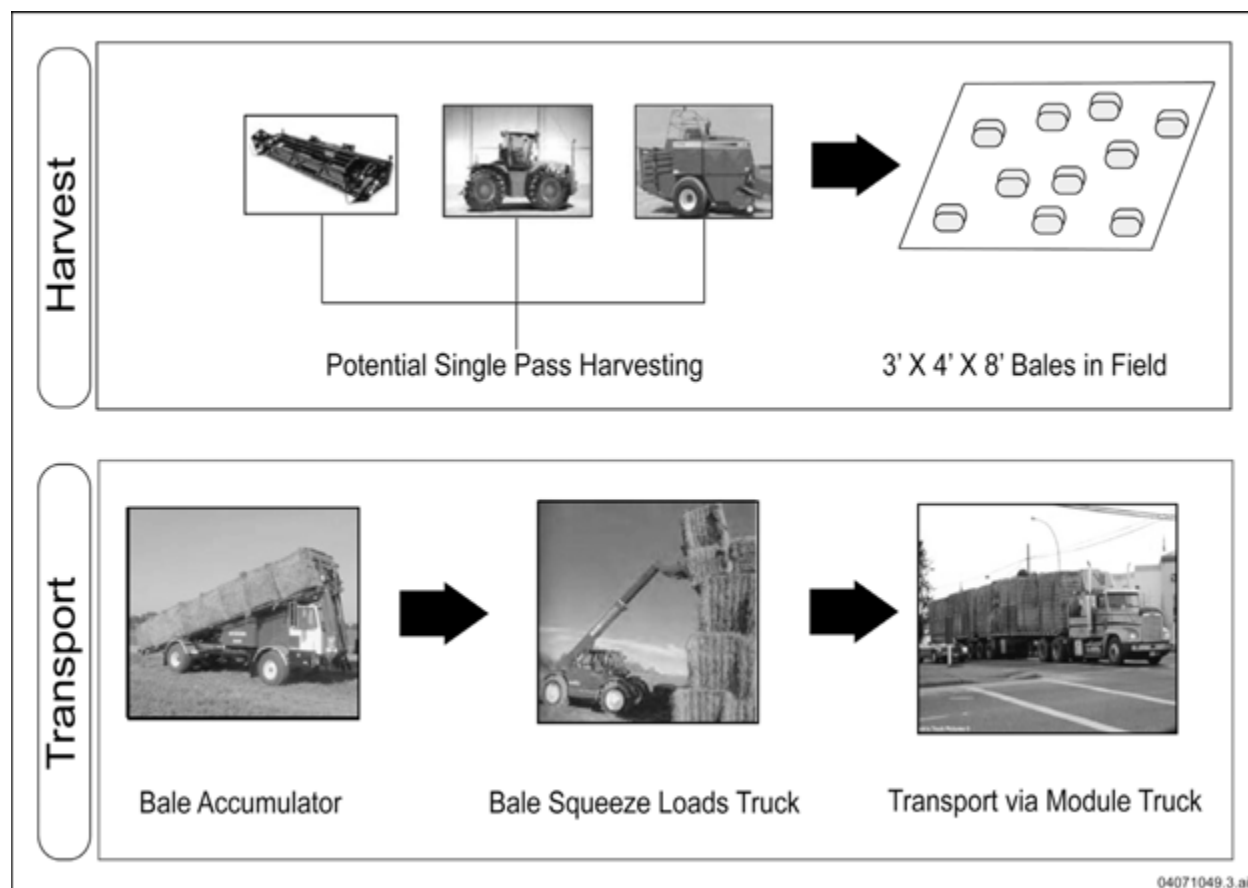 Harvest
Potential Single Pass Harvesting
3' X 4' X 8' Bales in Field
Transport
Bale Accumulator
Bale Squeeze Loads Truck
Transport via Module Truck
04071049.3.ai